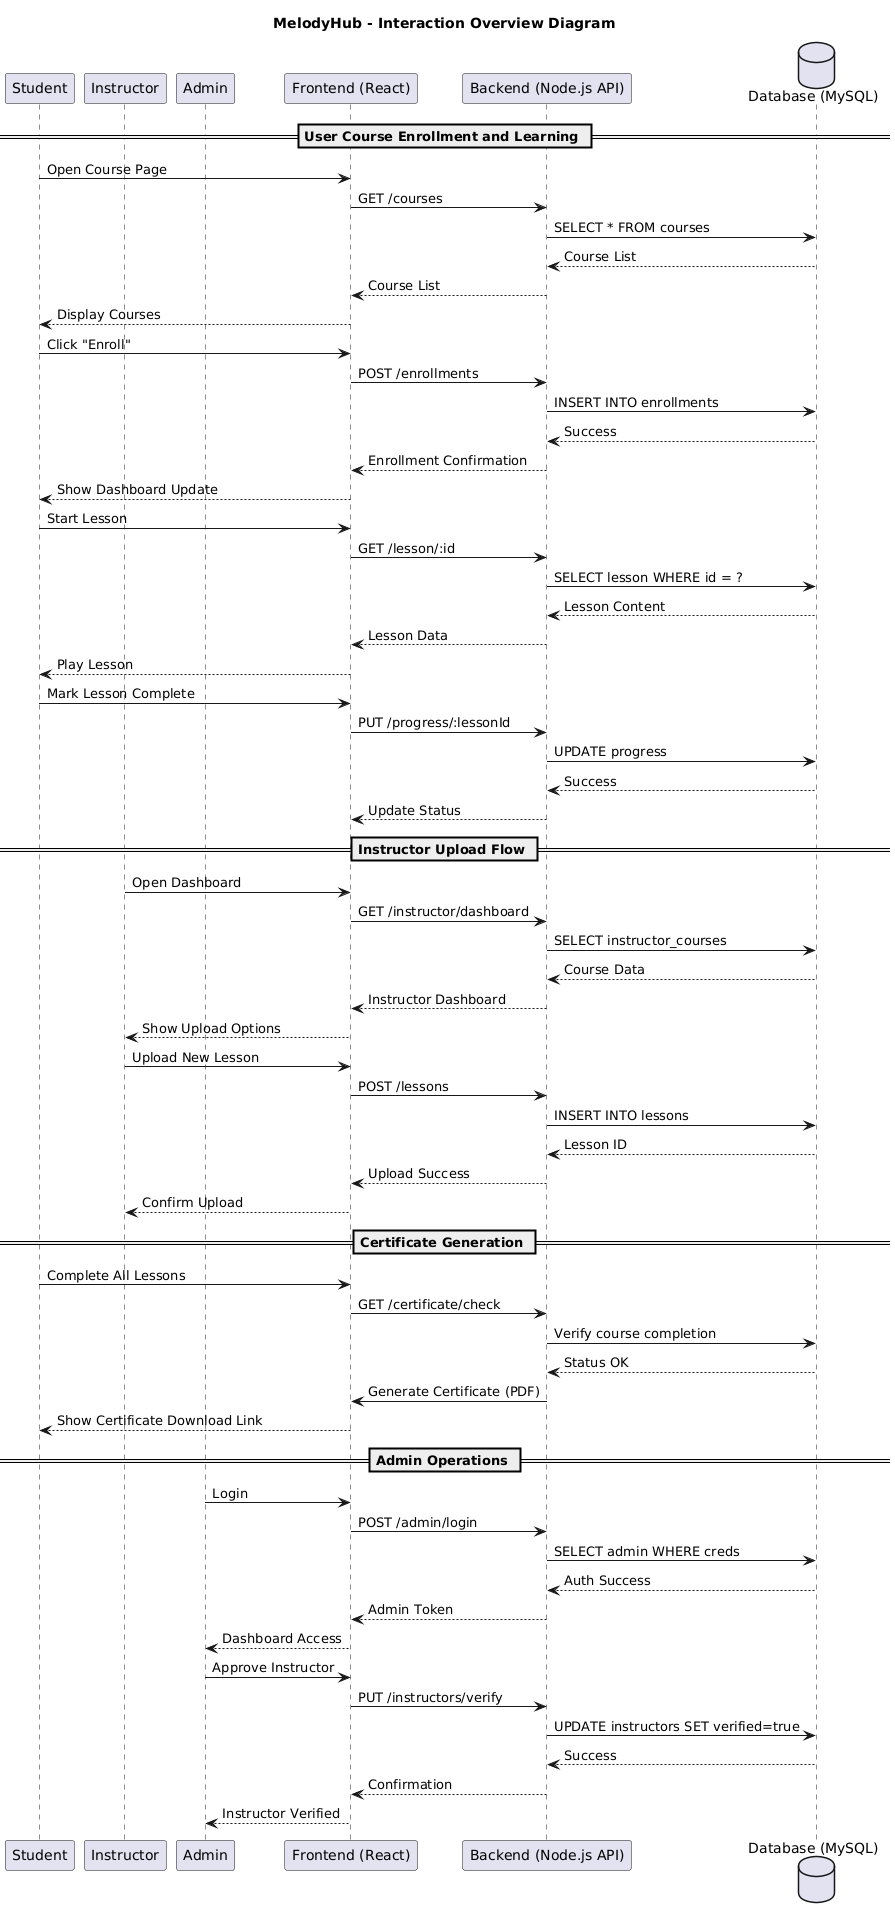 MelodyHub - Interaction Overview Diagram
Student
Instructor
Admin
Frontend (React)
Backend (Node.js API)
Database (MySQL)
User Course Enrollment and Learning
Open Course Page
GET /courses
SELECT * FROM courses
Course List
Course List
Display Courses
Click "Enroll"
POST /enrollments
INSERT INTO enrollments
Success
Enrollment Confirmation
Show Dashboard Update
Start Lesson
GET /lesson/:id
SELECT lesson WHERE id = ?
Lesson Content
Lesson Data
Play Lesson
Mark Lesson Complete
PUT /progress/:lessonId
UPDATE progress
Success
Update Status
Instructor Upload Flow
Open Dashboard
GET /instructor/dashboard
SELECT instructor_courses
Course Data
Instructor Dashboard
Show Upload Options
Upload New Lesson
POST /lessons
INSERT INTO lessons
Lesson ID
Upload Success
Confirm Upload
Certificate Generation
Complete All Lessons
GET /certificate/check
Verify course completion
Status OK
Generate Certificate (PDF)
Show Certificate Download Link
Admin Operations
Login
POST /admin/login
SELECT admin WHERE creds
Auth Success
Admin Token
Dashboard Access
Approve Instructor
PUT /instructors/verify
UPDATE instructors SET verified=true
Success
Confirmation
Instructor Verified
Student
Instructor
Admin
Frontend (React)
Backend (Node.js API)
Database (MySQL)